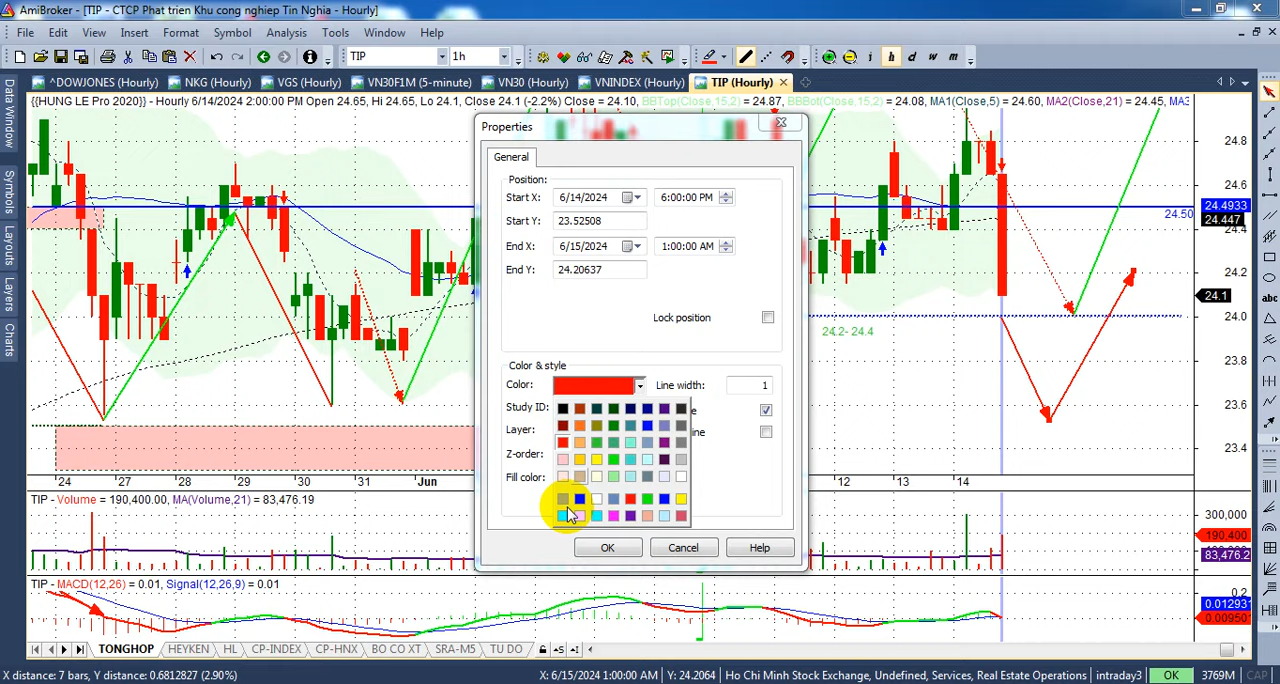 AmiBroker - [TIP - CTCP Phat trien Khu cong nghiep Tin Nghia - Hourly]
File Edit View Insert Format Symbol Analysis Tools Window Help
TIP 1h i h d w m
^DOWJONES (Hourly) NKG (Hourly) VGS (Hourly) VN30F1M (5-minute) VN30 (Hourly) VNINDEX (Hourly) TIP (Hourly)
{{HUNG LE Pro 2020}} - Hourly 6/14/2024 2:00:00 PM Open 24.65, Hi 24.65, Lo 24.1, Close 24.1 (-2.2%) Close = 24.10, BBTop(Close,15,2) = 24.87, BBBot(Close,15,2) = 24.08, MA1(Close,5) = 24.60, MA2(Close,21) = 24.45, MA3
Data Window
Symbols
Layouts
Layers
Charts
Properties
General
Position:
Start X: 6/14/2024 6:00:00 PM
Start Y: 23.52508
End X: 6/15/2024 1:00:00 AM
End Y: 24.20637
Lock position
Color & style
Color: Line width: 1
Study ID:
Layer:
Z-order:
Fill color:
OK Cancel Help
24.8
24.6
24.4933
24.50
24.447
24.2
24.1
24.0
24.2- 24.4
23.8
23.6
23.4
24 25 26 27 28 29 30 31 Jun 12 13 14
TIP - Volume = 190,400.00, MA(Volume,21) = 83,476.19
300,000
190,400
83,476.2
TIP - MACD(12,26) = 0.01, Signal(12,26,9) = 0.01
0.2
0.01293
0.00950
TONGHOP HEYKEN HL CP-INDEX CP-HNX BO CO XT SRA-M5 TU DO
X distance: 7 bars, Y distance: 0.6812827 (2.90%) X: 6/15/2024 1:00:00 AM Y: 24.2064 Ho Chi Minh Stock Exchange, Undefined, Services, Real Estate Operations intraday3 OK 3769M CAP
abc